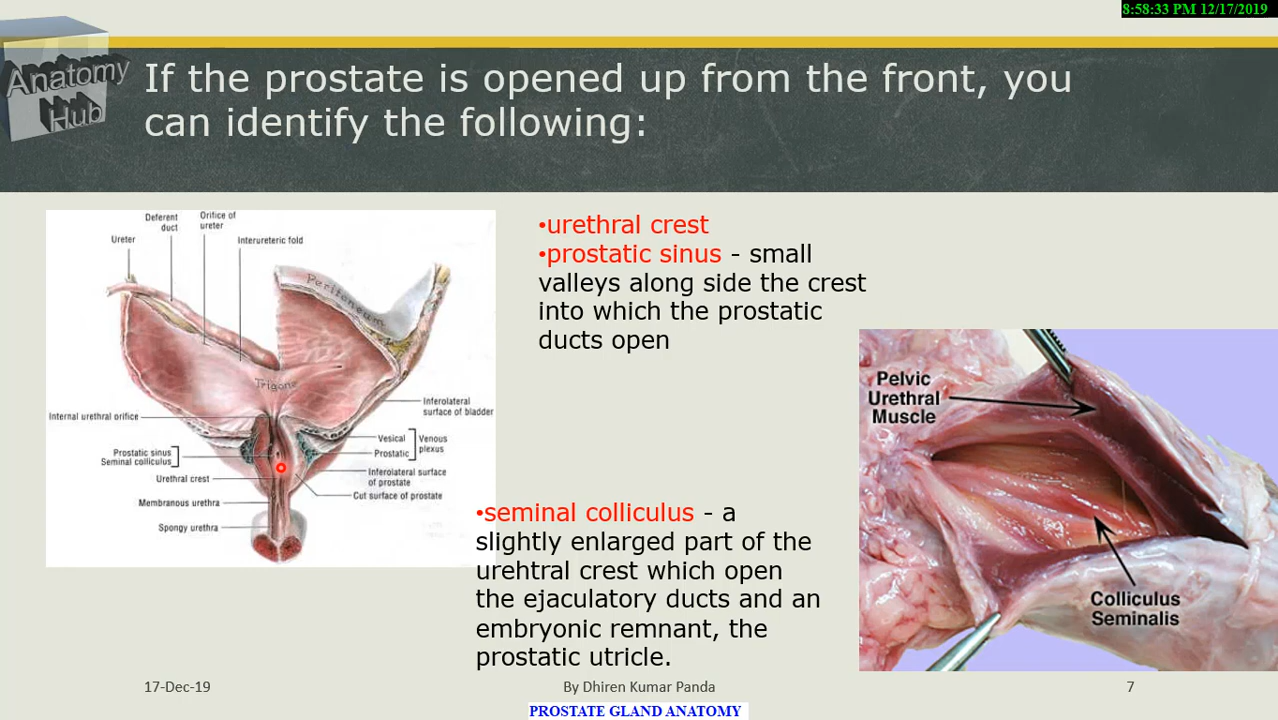 8:58:33 PM 12/17/2019
Anatomy
Hub
If the prostate is opened up from the front, you
can identify the following:
Deferent
duct
Orifice of
ureter
Ureter
Interureteric fold
Peritoneum
Trigone
Internal urethral orifice
Inferolateral
surface of bladder
Prostatic sinus
Seminal colliculus
Vesical
Prostatic
Venous
plexus
Urethral crest
Inferolateral surface
of prostate
Cut surface of prostate
Membranous urethra
Spongy urethra
•urethral crest
•prostatic sinus - small
valleys along side the crest
into which the prostatic
ducts open
Pelvic
Urethral
Muscle
Colliculus
Seminalis
•seminal colliculus - a
slightly enlarged part of the
urehtral crest which open
the ejaculatory ducts and an
embryonic remnant, the
prostatic utricle.
17-Dec-19
By Dhiren Kumar Panda
7
PROSTATE GLAND ANATOMY